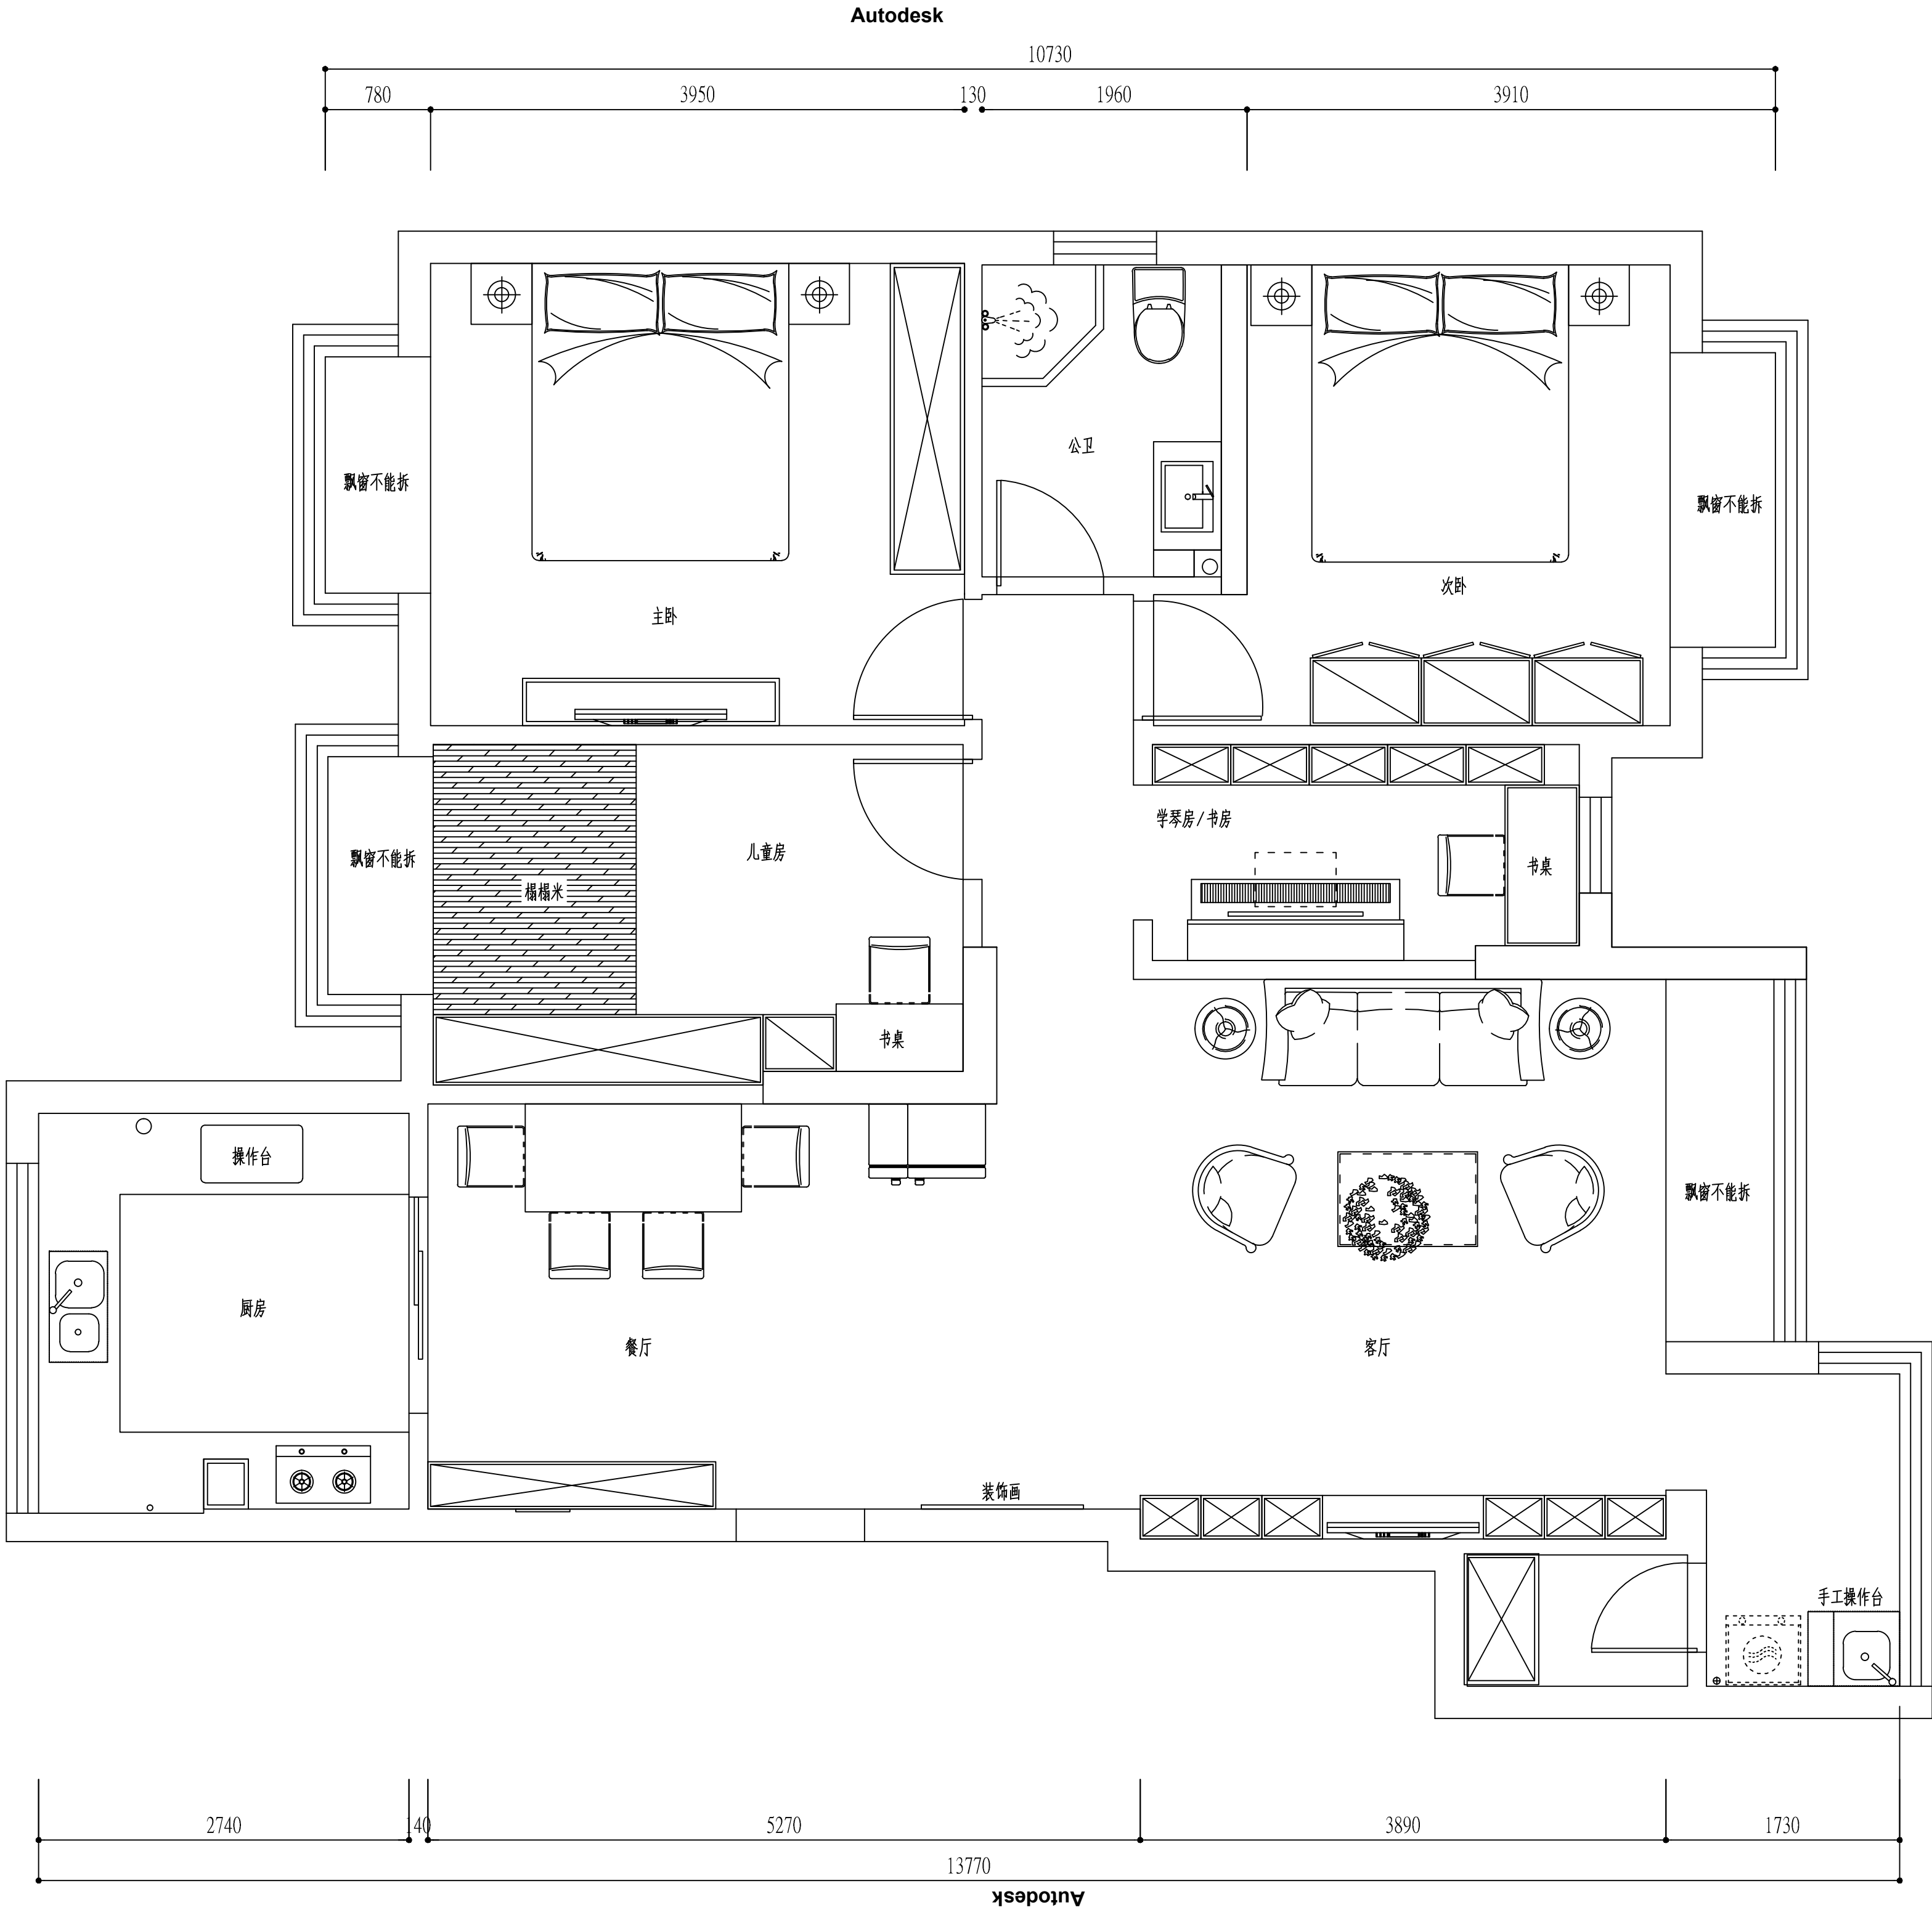 Autodesk
10730
780 3950 130 1960 3910
公卫
飘窗不能拆
飘窗不能拆
次卧
主卧
学琴房/书房
儿童房
飘窗不能拆
书桌
榻榻米
书桌
操作台
飘窗不能拆
厨房
餐厅
客厅
装饰画
手工操作台
2740 140 5270 3890 1730
13770
Autodesk